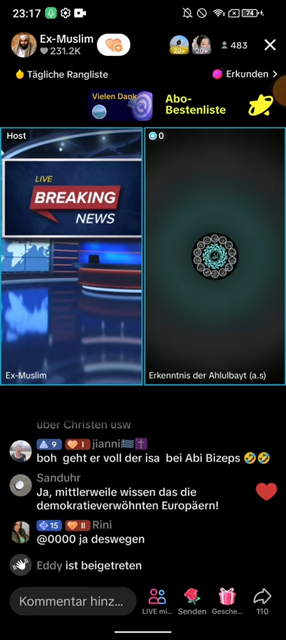 23:17
74
Ex-Muslim
231.2K
20+
20+
483
Tägliche Rangliste
Erkunden >
Vielen Dank
Abo-
Bestenliste
Host
LIVE
BREAKING
NEWS
Ex-Muslim
0
Erkenntnis der Ahlulbayt (a.s)
über Christen usw
9 I jianni🇬🇷✝️
boh geht er voll der isa bei Abi Bizeps 🤣🤣
Sanduhr
Ja, mittlerweile wissen das die
demokratieverwöhnten Europäern!
15 II Rini
@0000 ja deswegen
Eddy ist beigetreten
Kommentar hinz...
LIVE mi...
Senden
Gesche...
110